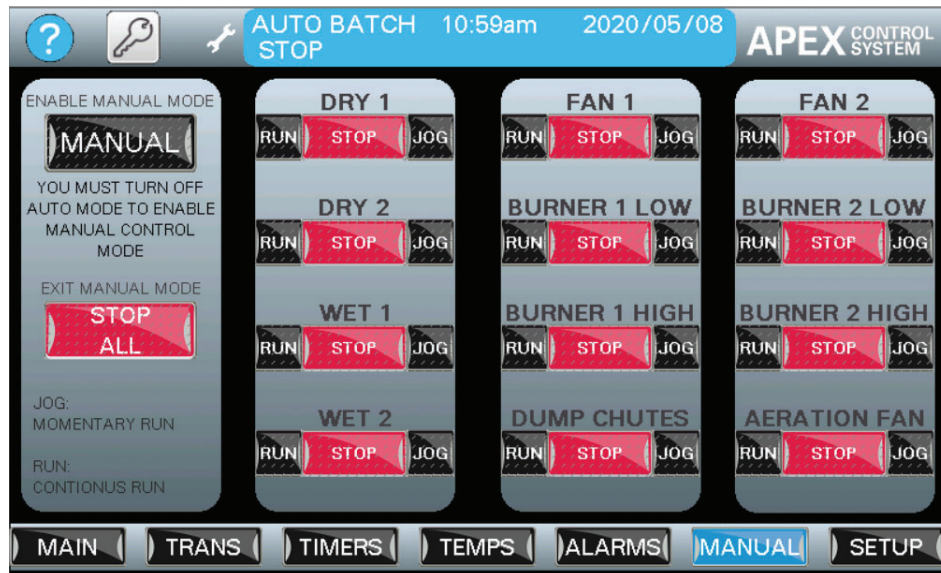 ?
AUTO BATCH 10:59am 2020/05/08
STOP
APEX CONTROL
SYSTEM
ENABLE MANUAL MODE
MANUAL
YOU MUST TURN OFF
AUTO MODE TO ENABLE
MANUAL CONTROL
MODE
EXIT MANUAL MODE
STOP
ALL
JOG:
MOMENTARY RUN
RUN:
CONTIONUS RUN
DRY 1
RUN STOP JOG
DRY 2
RUN STOP JOG
WET 1
RUN STOP JOG
WET 2
RUN STOP JOG
FAN 1
RUN STOP JOG
BURNER 1 LOW
RUN STOP JOG
BURNER 1 HIGH
RUN STOP JOG
DUMP CHUTES
RUN STOP JOG
FAN 2
RUN STOP JOG
BURNER 2 LOW
RUN STOP JOG
BURNER 2 HIGH
RUN STOP JOG
AERATION FAN
RUN STOP JOG
MAIN TRANS TIMERS TEMPS ALARMS MANUAL SETUP